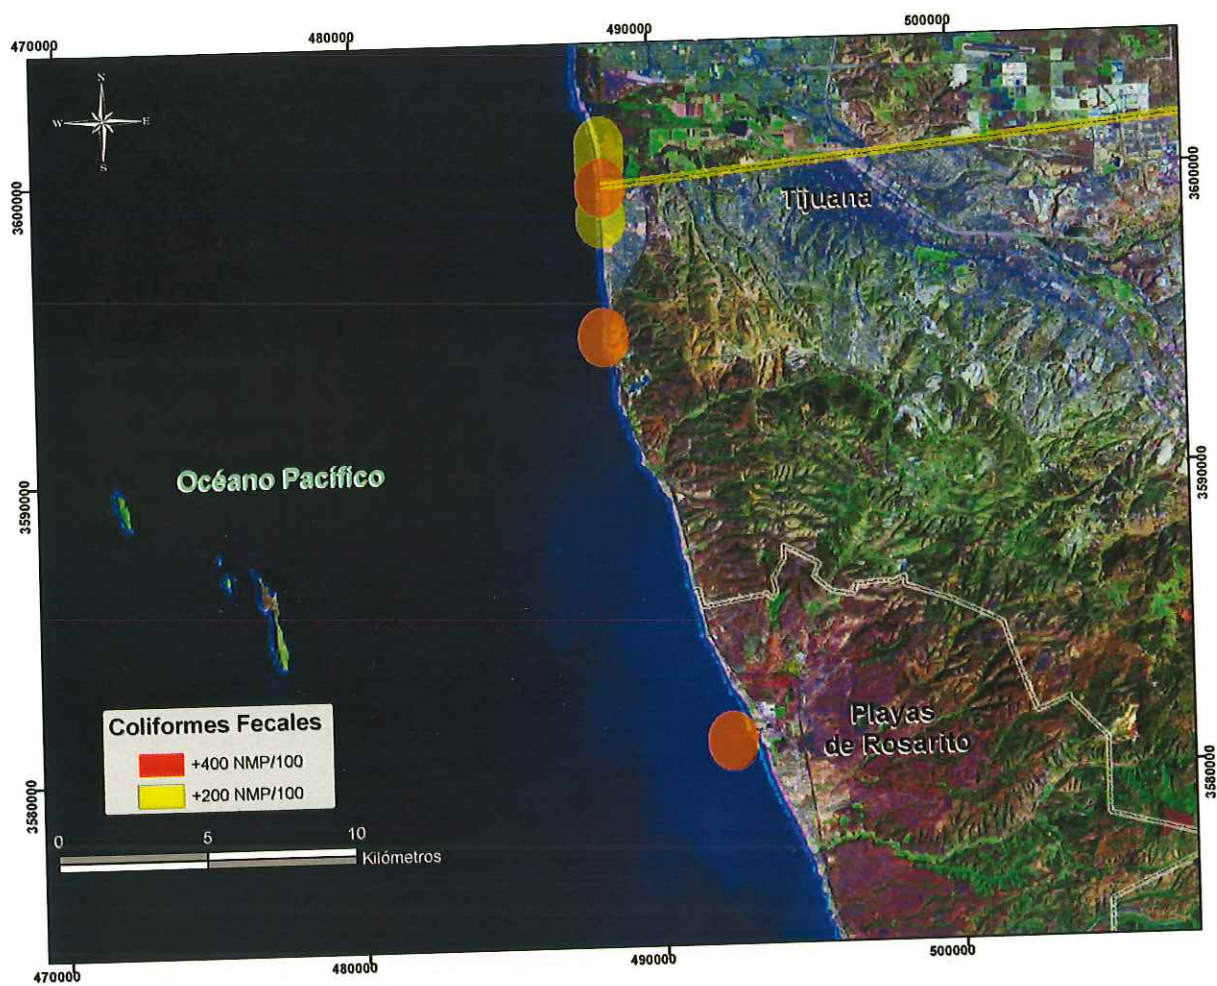 470000
480000
490000
500000
N
W
E
S
3600000
3600000
Tijuana
Océano Pacífico
3590000
3590000
Playas
de Rosarito
Coliformes Fecales
+400 NMP/100
+200 NMP/100
3580000
3580000
0
5
10
Kilómetros
470000
480000
490000
500000